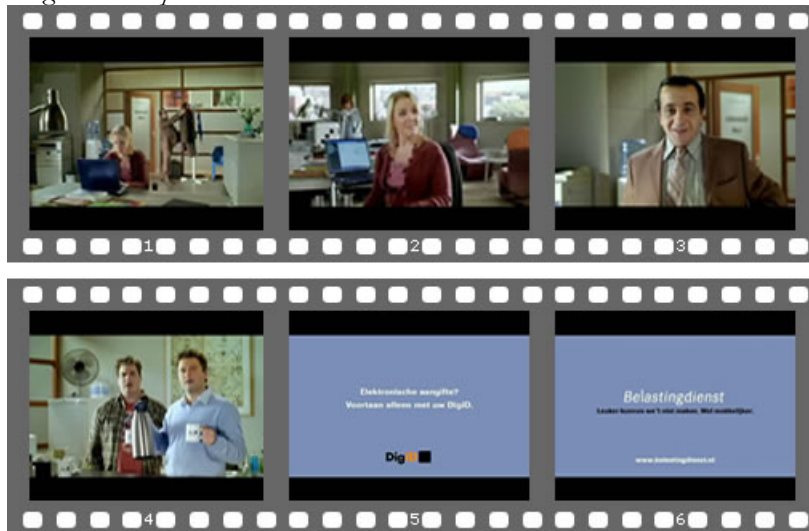 1
2
3
Elektronische aangifte?
Voortaan alleen met uw DigiD.
DigiD
Belastingdienst
Leuker kunnen we 't niet maken. Wel makkelijker.
www.belastingdienst.nl
4
5
6